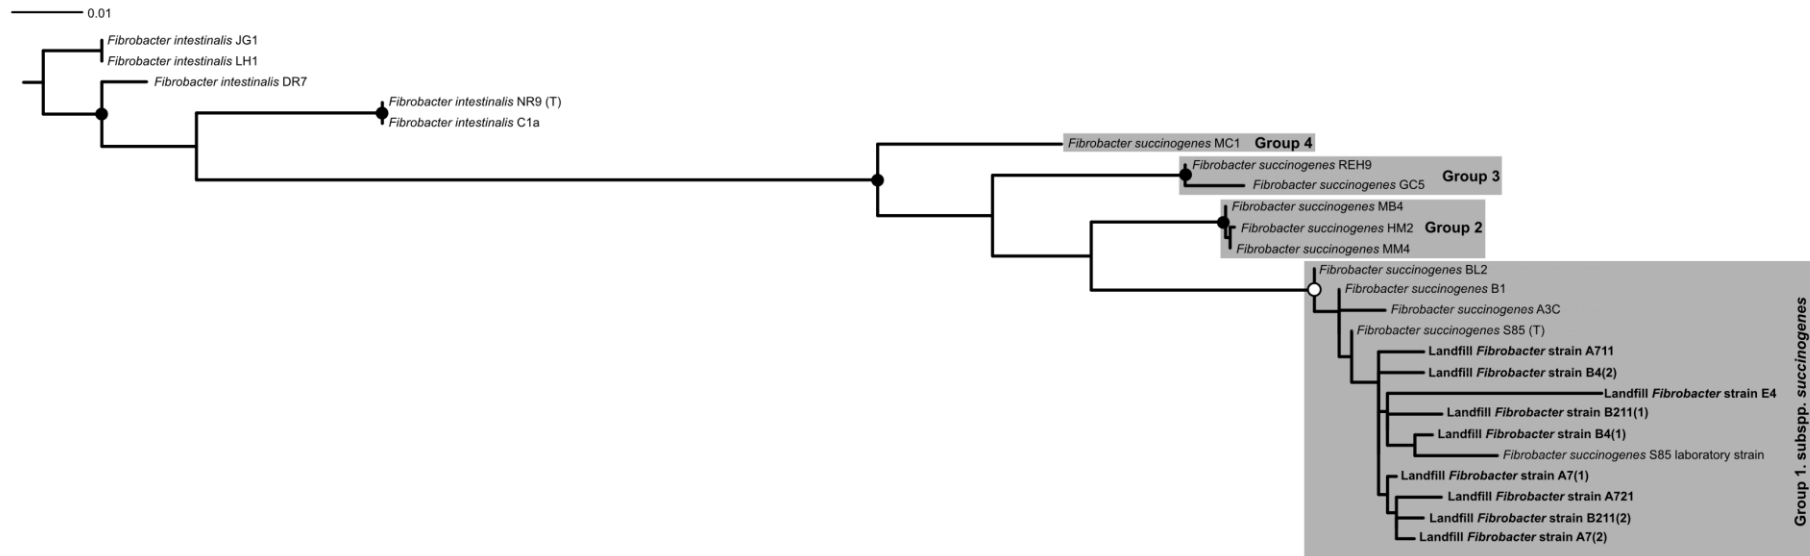 0.01
Fibrobacter intestinalis JG1
Fibrobacter intestinalis LH1
Fibrobacter intestinalis DR7
Fibrobacter intestinalis NR9 (T)
Fibrobacter intestinalis C1a
Fibrobacter succinogenes MC1 Group 4
Fibrobacter succinogenes REH9
Group 3
Fibrobacter succinogenes GC5
Fibrobacter succinogenes MB4
Fibrobacter succinogenes HM2 Group 2
Fibrobacter succinogenes MM4
Fibrobacter succinogenes BL2
Fibrobacter succinogenes B1
Fibrobacter succinogenes A3C
Fibrobacter succinogenes S85 (T)
Landfill Fibrobacter strain A711
Landfill Fibrobacter strain B4(2)
Landfill Fibrobacter strain E4
Landfill Fibrobacter strain B211(1)
Landfill Fibrobacter strain B4(1)
Fibrobacter succinogenes S85 laboratory strain
Landfill Fibrobacter strain A7(1)
Landfill Fibrobacter strain A721
Landfill Fibrobacter strain B211(2)
Landfill Fibrobacter strain A7(2)
Group 1. subspp. succinogenes